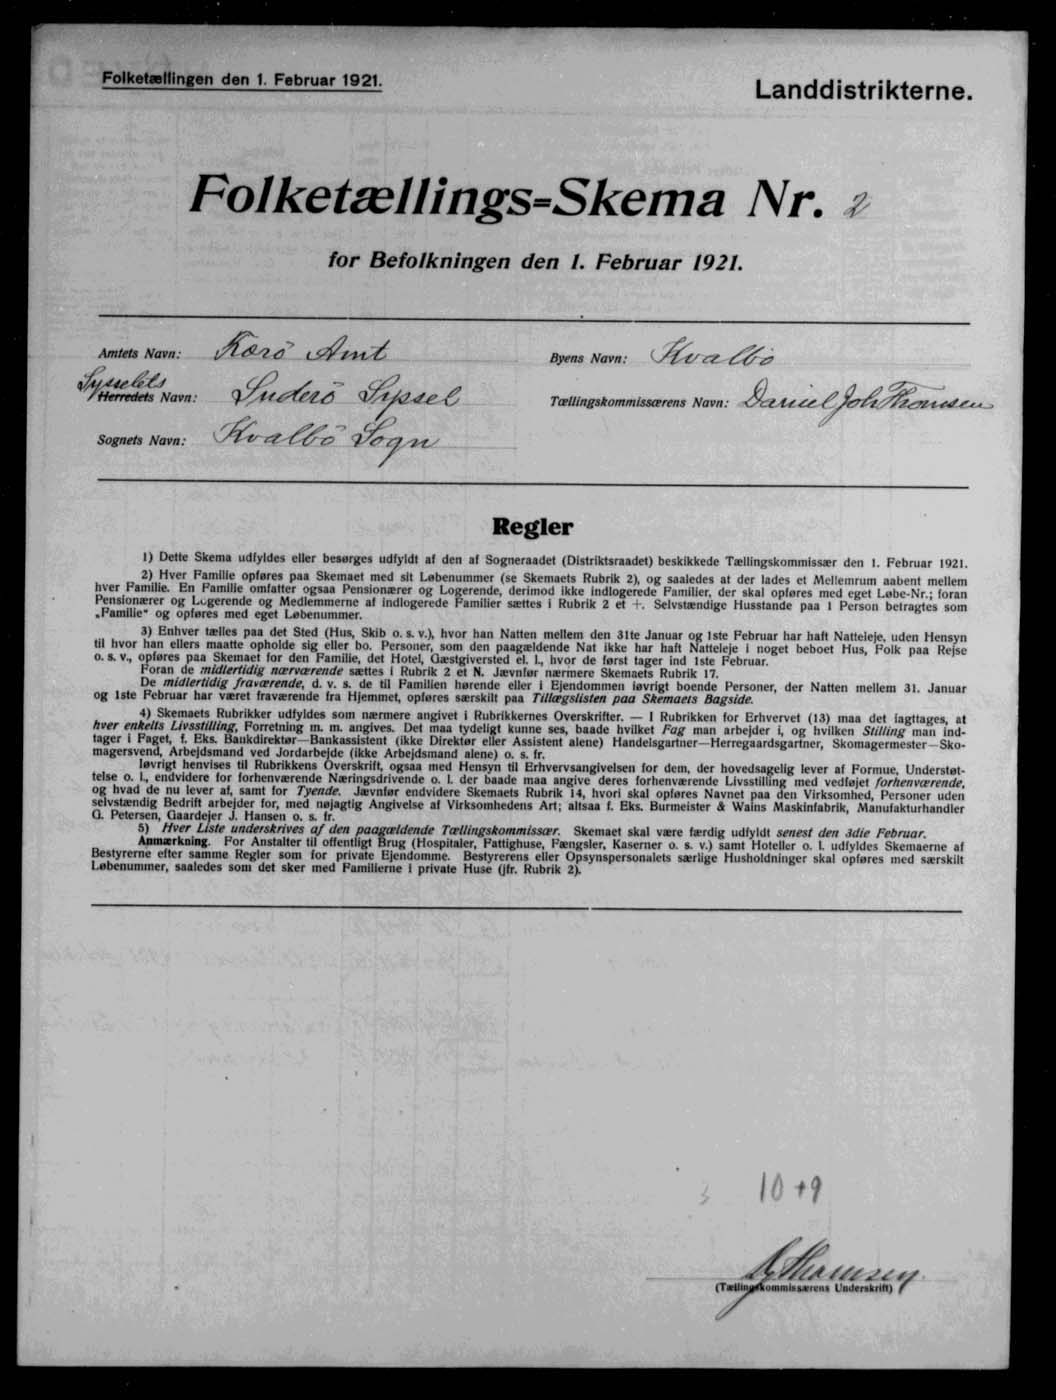 Folketællingen den 1. Februar 1921.
Landdistrikterne.
Folketællings=Skema Nr. 2
for Befolkningen den 1. Februar 1921.
Amtets Navn: Færö Amt
Byens Navn: Kvalbö
Sysselets
Herredets Navn: Suderö Syssel
Tællingskommissærens Navn: Daniel Joh Thomsen
Sognets Navn: Kvalbö Sogn
Regler
1) Dette Skema udfyldes eller besørges udfyldt af den af Sogneraadet (Distriktsraadet) beskikkede Tællingskommissær den 1. Februar 1921.
2) Hver Familie opføres paa Skemaet med sit Løbenummer (se Skemaets Rubrik 2), og saaledes at der lades et Mellemrum aabent mellem
hver Familie. En Familie omfatter ogsaa Pensionærer og Logerende, derimod ikke indlogerede Familier, der skal opføres med eget Løbe-Nr.; foran
Pensionærer og Logerende og Medlemmerne af indlogerede Familier sættes i Rubrik 2 et +. Selvstændige Husstande paa 1 Person betragtes som
„Familie" og opføres med eget Løbenummer.
3) Enhver tælles paa det Sted (Hus, Skib o. s. v.), hvor han Natten mellem den 31te Januar og 1ste Februar har haft Natteleje, uden Hensyn
til hvor han ellers maatte opholde sig eller bo. Personer, som den paagældende Nat ikke har haft Natteleje i noget beboet Hus, Folk paa Rejse
o. s. v., opføres paa Skemaet for den Familie, det Hotel, Gæstgiversted el. l., hvor de først tager ind 1ste Februar.
Foran de midlertidig nærværende sættes i Rubrik 2 et N. Jævnfør nærmere Skemaets Rubrik 17.
De midlertidig fraværende, d. v. s. de til Familien hørende eller i Ejendommen iøvrigt boende Personer, der Natten mellem 31. Januar
og 1ste Februar har været fraværende fra Hjemmet, opføres særskilt paa Tillægslisten paa Skemaets Bagside.
4) Skemaets Rubrikker udfyldes som nærmere angivet i Rubrikkernes Overskrifter. — I Rubrikken for Erhvervet (13) maa det iagttages, at
hver enkelts Livsstilling, Forretning m. m. angives. Det maa tydeligt kunne ses, baade hvilket Fag man arbejder i, og hvilken Stilling man ind-
tager i Faget, f. Eks. Bankdirektør—Bankassistent (ikke Direktør eller Assistent alene) Handelsgartner—Herregaardsgartner, Skomagermester—Sko-
magersvend, Arbejdsmand ved Jordarbejde (ikke Arbejdsmand alene) o. s. fr.
Iøvrigt henvises til Rubrikkens Overskrift, ogsaa med Hensyn til Erhvervsangivelsen for dem, der hovedsagelig lever af Formue, Understøt-
telse o. l., endvidere for forhenværende Næringsdrivende o. l. der baade maa angive deres forhenværende Livsstilling med vedføjet forhenværende,
og hvad de nu lever af, samt for Tyende. Jævnfør endvidere Skemaets Rubrik 14, hvori skal opføres Navnet paa den Virksomhed, Personer uden
selvstændig Bedrift arbejder for, med nøjagtig Angivelse af Virksomhedens Art; altsaa f. Eks. Burmeister & Wains Maskinfabrik, Manufakturhandler
G. Petersen, Gaardejer J. Hansen o. s. fr.
5) Hver Liste underskrives af den paagældende Tællingskommissær. Skemaet skal være færdig udfyldt senest den 3die Februar.
Anmærkning. For Anstalter til offentligt Brug (Hospitaler, Fattighuse, Fængsler, Kaserner o. s. v.) samt Hoteller o. l. udfyldes Skemaerne af
Bestyrerne efter samme Regler som for private Ejendomme. Bestyrerens eller Opsynspersonalets særlige Husholdninger skal opføres med særskilt
Løbenummer, saaledes som det sker med Familierne i private Huse (jfr. Rubrik 2).
3 10+9
Dj Thomsen
(Tællingskommissærens Underskrift)